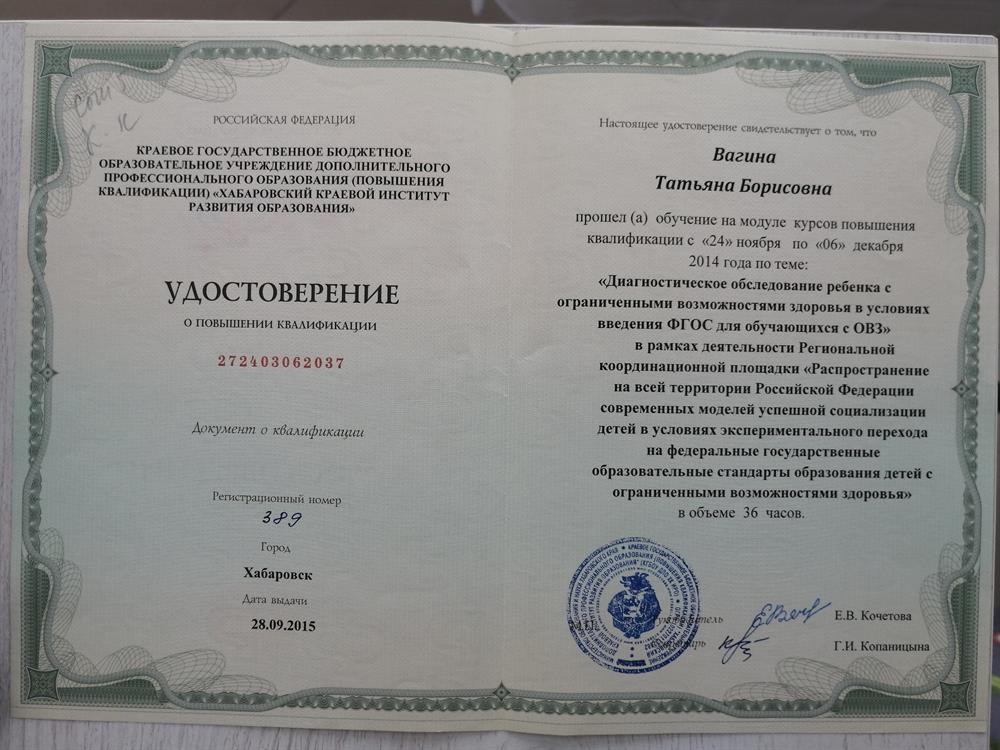 РОССИЙСКАЯ ФЕДЕРАЦИЯ
КРАЕВОЕ ГОСУДАРСТВЕННОЕ БЮДЖЕТНОЕ
ОБРАЗОВАТЕЛЬНОЕ УЧРЕЖДЕНИЕ ДОПОЛНИТЕЛЬНОГО
ПРОФЕССИОНАЛЬНОГО ОБРАЗОВАНИЯ (ПОВЫШЕНИЯ
КВАЛИФИКАЦИИ) «ХАБАРОВСКИЙ КРАЕВОЙ ИНСТИТУТ
РАЗВИТИЯ ОБРАЗОВАНИЯ»
УДОСТОВЕРЕНИЕ
О ПОВЫШЕНИИ КВАЛИФИКАЦИИ
272403062037
Документ о квалификации
Регистрационный номер
389
Город
Хабаровск
Дата выдачи
28.09.2015
Настоящее удостоверение свидетельствует о том, что
Вагина
Татьяна Борисовна
прошел (а) обучение на модуле курсов повышения
квалификации с «24» ноября по «06» декабря
2014 года по теме:
«Диагностическое обследование ребенка с
ограниченными возможностями здоровья в условиях
введения ФГОС для обучающихся с ОВЗ»
в рамках деятельности Региональной
координационной площадки «Распространение
на всей территории Российской Федерации
современных моделей успешной социализации
детей в условиях экспериментального перехода
на федеральные государственные
образовательные стандарты образования детей с
ограниченными возможностями здоровья»
в объеме 36 часов.
Е.В. Кочетова
Г.И. Копаницына